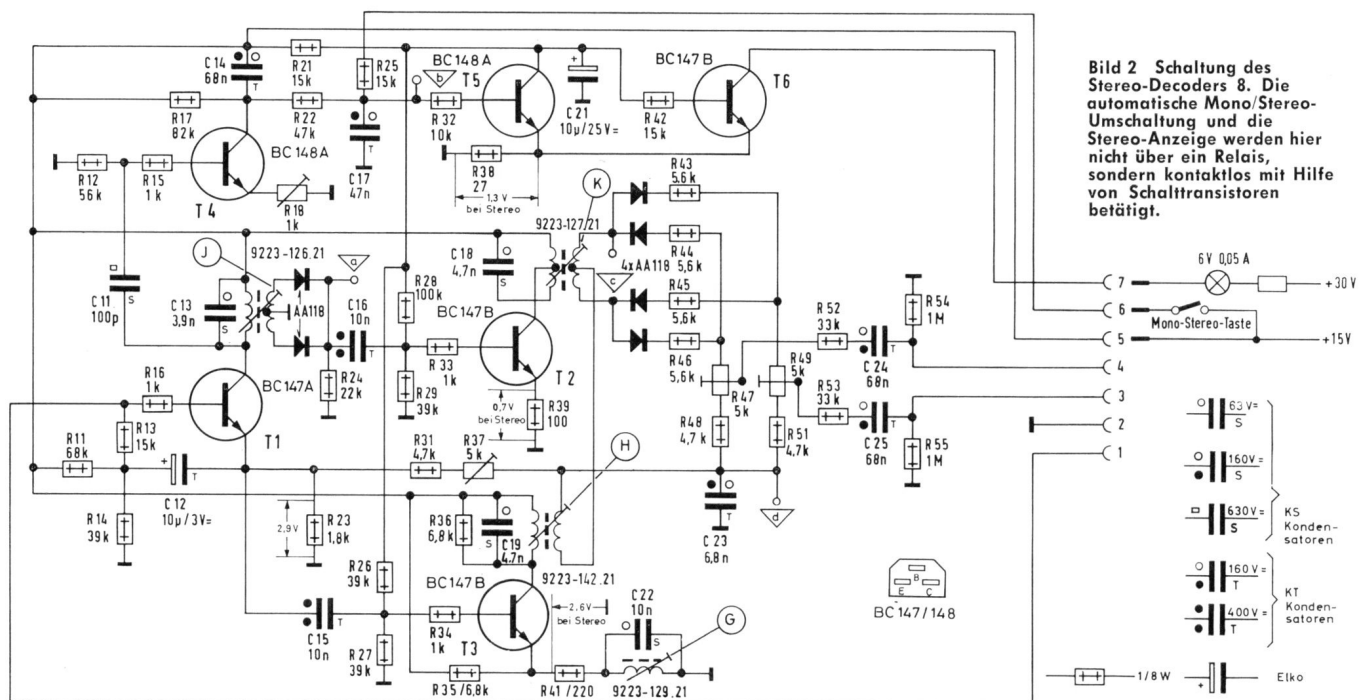 Bild 2 Schaltung des
Stereo-Decoders 8. Die
automatische Mono/Stereo-
Umschaltung und die
Stereo-Anzeige werden hier
nicht über ein Relais,
sondern kontaktlos mit Hilfe
von Schalttransistoren
betätigt.
C14
68n
T
R21
15k
R25
15k
b
BC148A
T5
+
C21
10µ/25V=
BC147B
T6
R17
82k
R22
47k
R32
10k
R42
15k
BC148A
C17
47n
T
R12
56k
R15
1k
T4
R18
1k
R38
27
1,3V
bei Stereo
K
R43
5,6k
9223-127.21
J
9223-126.21
a
C18
4,7n
S
R44
5,6k
4xAA118
c
C11
100p
S
C13
3,9n
S
AA118
C16
10n
T
R28
100k
BC147B
R45
5,6k
R46
5,6k
R16
1k
BC147A
T1
R24
22k
R29
39k
R33
1k
T2
0,7V
bei Stereo
R39
100
R47
5k
R49
5k
R52
33k
C24
68n
T
R54
1M
R53
33k
C25
68n
T
R55
1M
R48
4,7k
R51
4,7k
R11
68k
R13
15k
+
T
C12
10µ/3V=
R14
39k
2,9V
R23
1,8k
R31
4,7k
R37
5k
H
R36
6,8k
C19
4,7n
S
C23
6,8n
T
d
R26
39k
BC147B
9223-142.21
C15
10n
T
R27
39k
R34
1k
T3
2,6V
bei Stereo
C22
10n
S
G
R35/6,8k
R41/220
9223-129.21
B
E
C
BC147/148
6V 0,05A
7
+30V
6
Mono-Stereo-Taste
5
+15V
4
3
2
1
63V=
S
160V=
S
630V=
S
KS
Konden-
satoren
160V=
T
400V=
T
KT
Konden-
satoren
1/8W
+
Elko